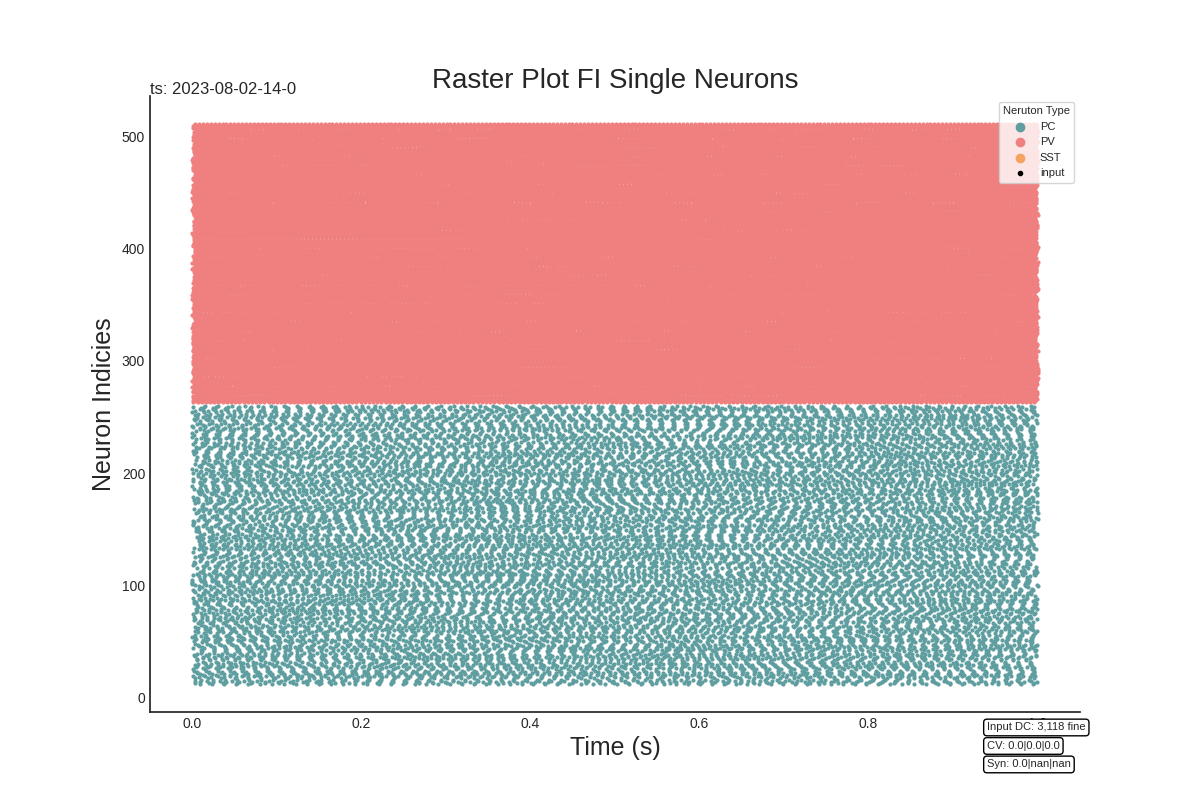 Raster Plot FI Single Neurons
ts: 2023-08-02-14-0
Neruton Type
PC
PV
SST
input
500
400
300
200
100
0
Neuron Indicies
0.0 0.2 0.4 0.6 0.8
Time (s)
Input DC: 3,118 fine
CV: 0.0|0.0|0.0
Syn: 0.0|nan|nan